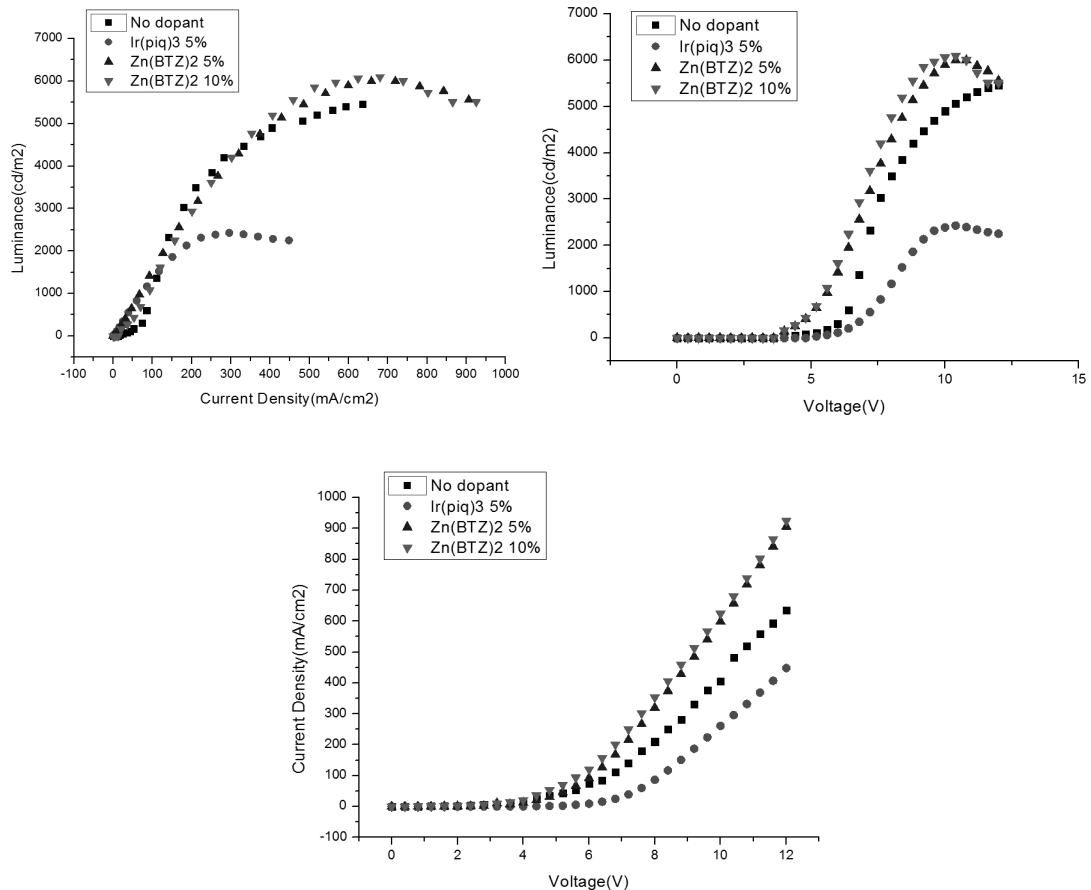 No dopant
Ir(piq)3 5%
Zn(BTZ)2 5%
Zn(BTZ)2 10%
7000
6000
5000
4000
3000
2000
1000
0
Luminance(cd/m2)
-100 0 100 200 300 400 500 600 700 800 900 1000
Current Density(mA/cm2)
No dopant
Ir(piq)3 5%
Zn(BTZ)2 5%
Zn(BTZ)2 10%
7000
6000
5000
4000
3000
2000
1000
0
Luminance(cd/m2)
0 5 10 15
Voltage(V)
No dopant
Ir(piq)3 5%
Zn(BTZ)2 5%
Zn(BTZ)2 10%
1000
900
800
700
600
500
400
300
200
100
0
-100
Current Density(mA/cm2)
0 2 4 6 8 10 12
Voltage(V)